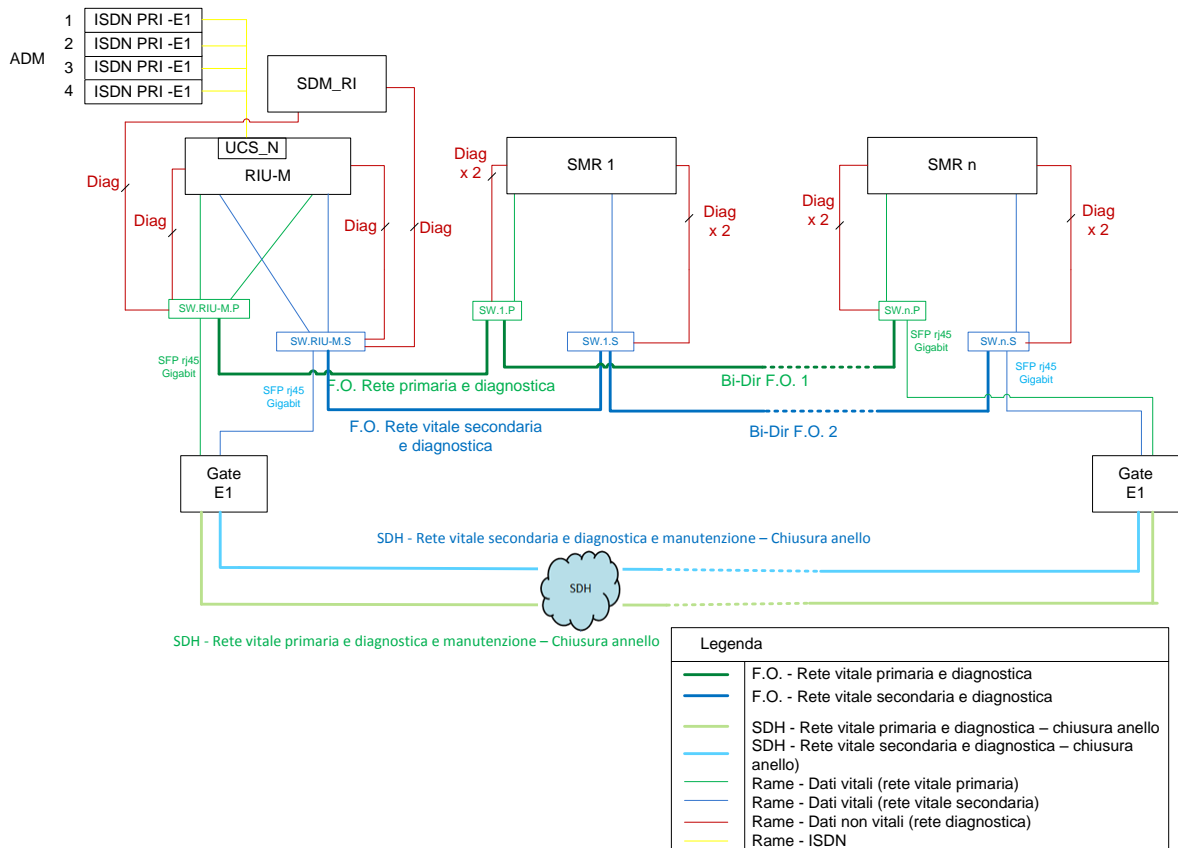 1
ISDN PRI -E1
2
ISDN PRI -E1
ADM
3
ISDN PRI -E1
4
ISDN PRI -E1
SDM_RI
UCS_N
RIU-M
SMR 1
SMR n
Diag
Diag
Diag
Diag
Diag
x 2
Diag
x 2
Diag
x 2
Diag
x 2
SW.RIU-M.P
SW.RIU-M.S
SW.1.P
SW.1.S
SW.n.P
SW.n.S
SFP rj45
Gigabit
SFP rj45
Gigabit
SFP rj45
Gigabit
SFP rj45
Gigabit
F.O. Rete primaria e diagnostica
Bi-Dir F.O. 1
F.O. Rete vitale secondaria
e diagnostica
Bi-Dir F.O. 2
Gate
E1
Gate
E1
SDH - Rete vitale secondaria e diagnostica e manutenzione – Chiusura anello
SDH
SDH - Rete vitale primaria e diagnostica e manutenzione – Chiusura annello
Legenda
F.O. - Rete vitale primaria e diagnostica
F.O. - Rete vitale secondaria e diagnostica
SDH - Rete vitale primaria e diagnostica – chiusura anello
SDH - Rete vitale secondaria e diagnostica – chiusura
anello)
Rame - Dati vitali (rete vitale primaria)
Rame - Dati vitali (rete vitale secondaria)
Rame - Dati non vitali (rete diagnostica)
Rame - ISDN